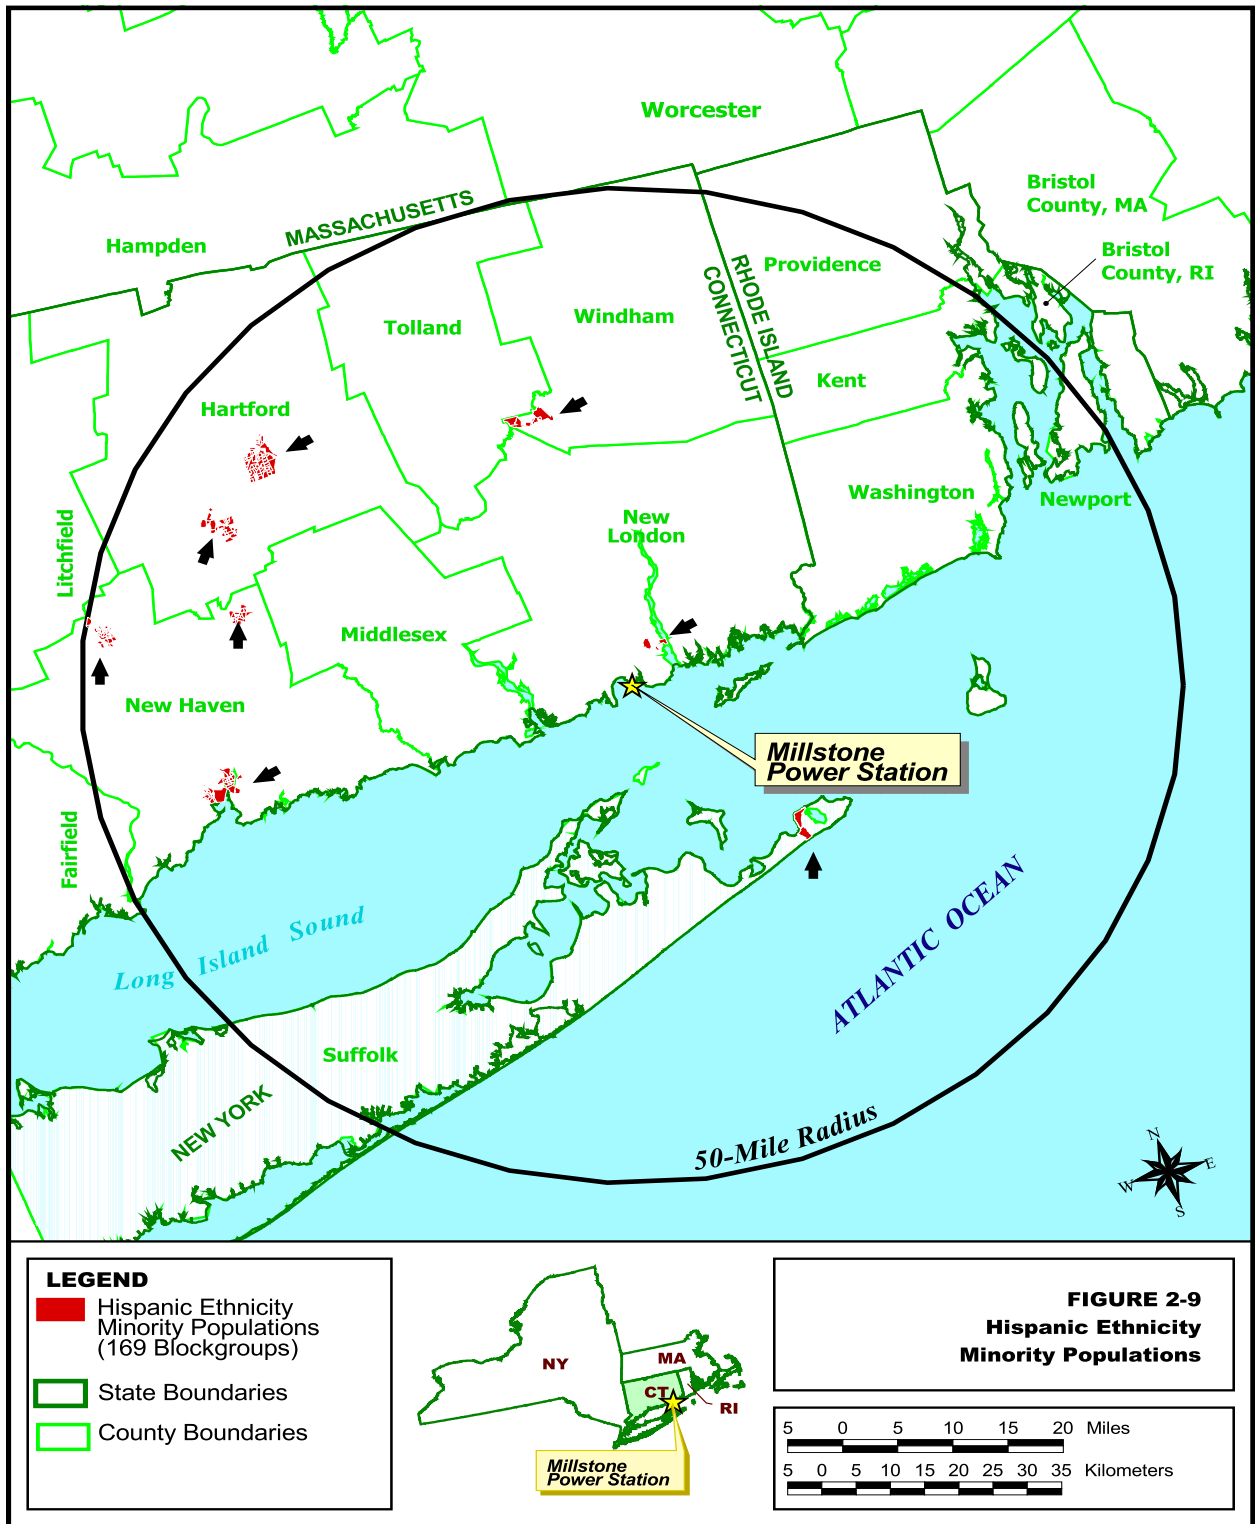 Worcester
Bristol
County, MA
MASSACHUSETTS
Hampden
Bristol
County, RI
Providence
RHODE ISLAND
CONNECTICUT
Windham
Tolland
Kent
Hartford
Washington
Newport
New
London
Litchfield
Middlesex
New Haven
Millstone
Power Station
Fairfield
Long Island Sound
ATLANTIC OCEAN
Suffolk
NEW YORK
50-Mile Radius
N
E
W
S
LEGEND
Hispanic Ethnicity
Minority Populations
(169 Blockgroups)
State Boundaries
County Boundaries
NY
MA
CT
RI
Millstone
Power Station
FIGURE 2-9
Hispanic Ethnicity
Minority Populations
5 0 5 10 15 20 Miles
5 0 5 10 15 20 25 30 35 Kilometers